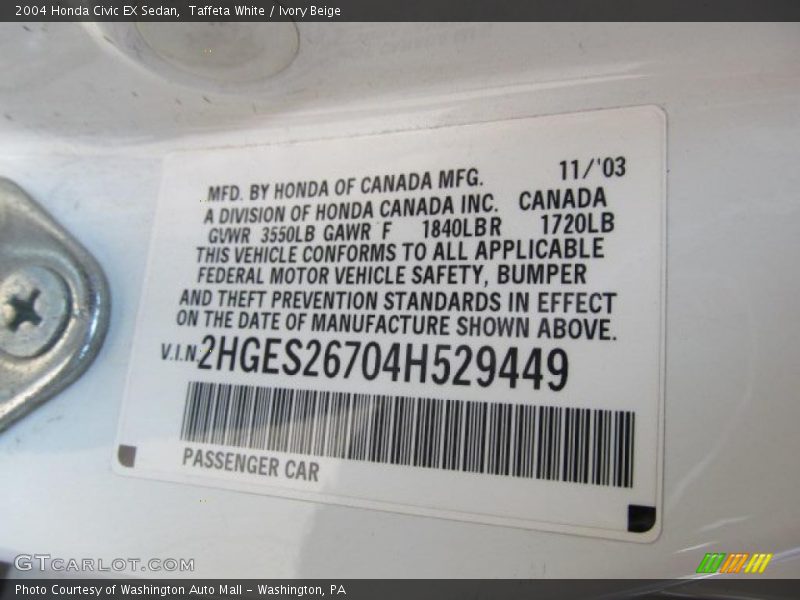 2004 Honda Civic EX Sedan, Taffeta White / Ivory Beige
11/'03
MFD. BY HONDA OF CANADA MFG.
A DIVISION OF HONDA CANADA INC. CANADA
GVWR 3550LB GAWR F 1840LB R 1720LB
THIS VEHICLE CONFORMS TO ALL APPLICABLE
FEDERAL MOTOR VEHICLE SAFETY, BUMPER
AND THEFT PREVENTION STANDARDS IN EFFECT
ON THE DATE OF MANUFACTURE SHOWN ABOVE.
V.I.N. 2HGES26704H529449
PASSENGER CAR
GTCARLOT.COM
Photo Courtesy of Washington Auto Mall - Washington, PA